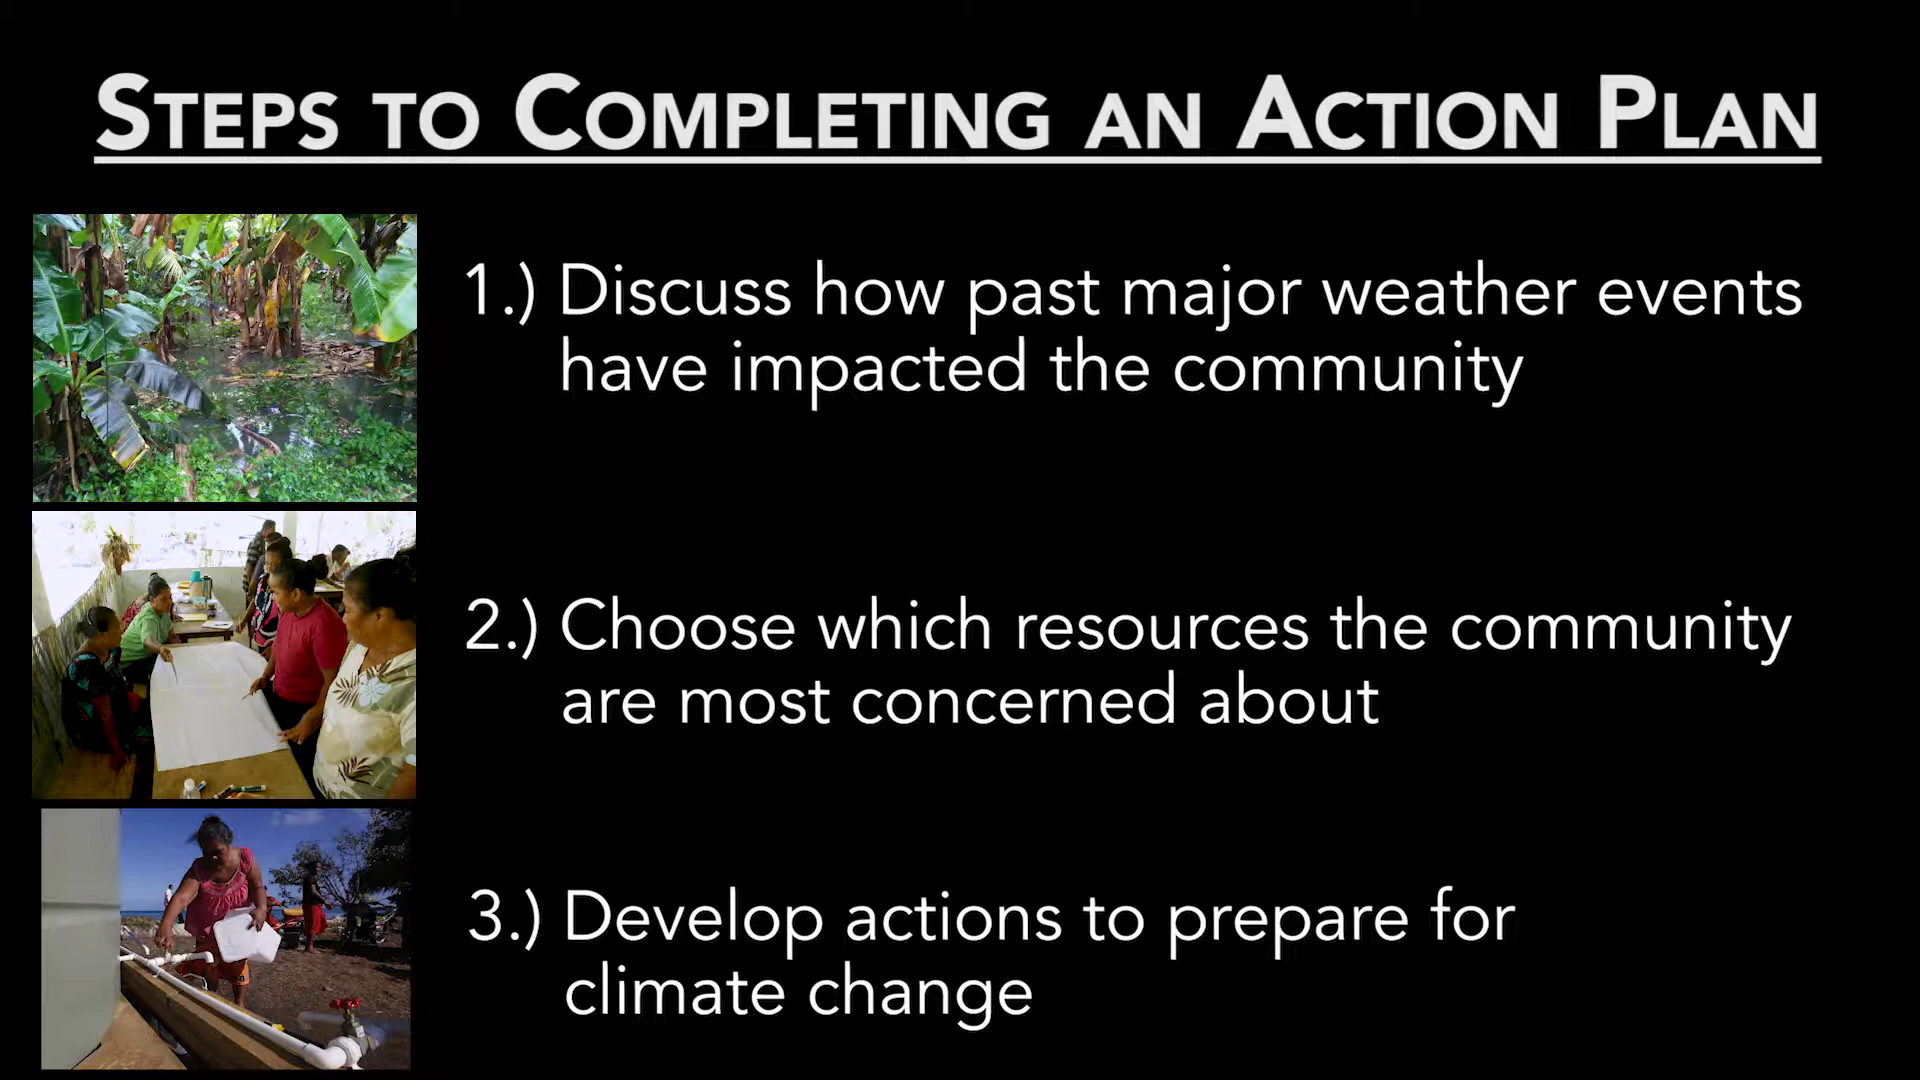 Steps to Completing an Action Plan
1.) Discuss how past major weather events
have impacted the community
2.) Choose which resources the community
are most concerned about
3.) Develop actions to prepare for
climate change